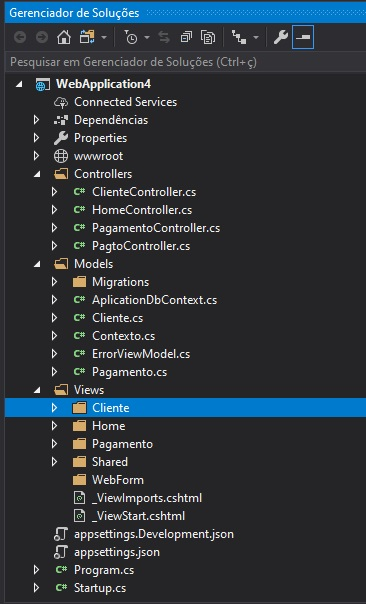 Gerenciador de Soluções
Pesquisar em Gerenciador de Soluções (Ctrl+ç)
WebApplication4
Connected Services
Dependências
Properties
wwwroot
Controllers
C# ClienteController.cs
C# HomeController.cs
C# PagamentoController.cs
C# PagtoController.cs
Models
Migrations
C# AplicationDbContext.cs
C# Cliente.cs
C# Contexto.cs
C# ErrorViewModel.cs
C# Pagamento.cs
Views
Cliente
Home
Pagamento
Shared
WebForm
_ViewImports.cshtml
_ViewStart.cshtml
appsettings.Development.json
appsettings.json
C# Program.cs
C# Startup.cs